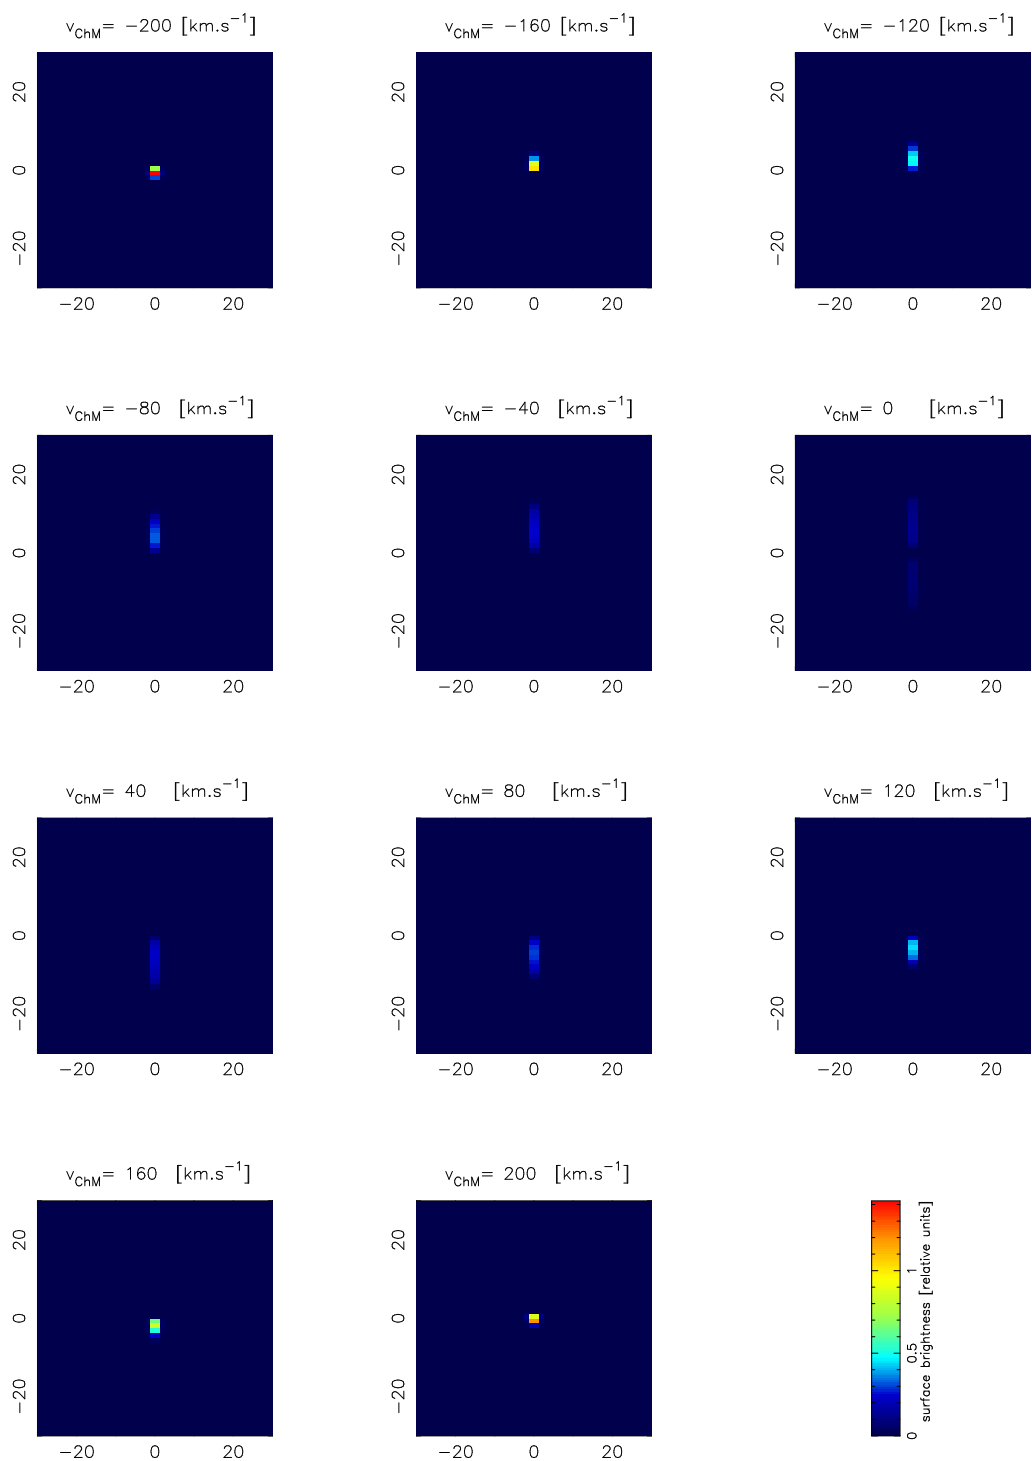 v_ChM= −200 [km.s⁻¹] v_ChM= −160 [km.s⁻¹] v_ChM= −120 [km.s⁻¹]
20 20 20
0 0 0
−20 −20 −20
−20 0 20 −20 0 20 −20 0 20
v_ChM= −80 [km.s⁻¹] v_ChM= −40 [km.s⁻¹] v_ChM= 0 [km.s⁻¹]
20 20 20
0 0 0
−20 −20 −20
−20 0 20 −20 0 20 −20 0 20
v_ChM= 40 [km.s⁻¹] v_ChM= 80 [km.s⁻¹] v_ChM= 120 [km.s⁻¹]
20 20 20
0 0 0
−20 −20 −20
−20 0 20 −20 0 20 −20 0 20
v_ChM= 160 [km.s⁻¹] v_ChM= 200 [km.s⁻¹]
20 20
0 0
−20 −20
−20 0 20 −20 0 20
0 0.5 1
surface brightness [relative units]